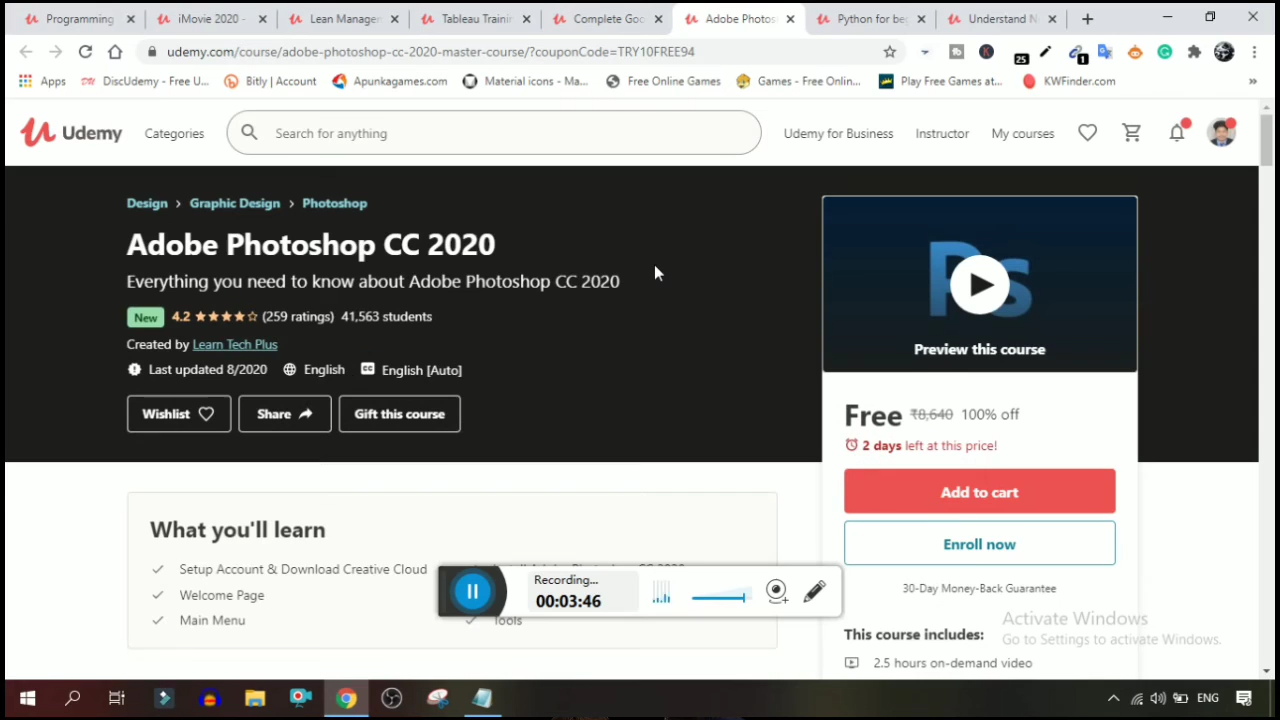 Programming
iMovie 2020 -
Lean Manage
Tableau Trainin
Complete Goo
Adobe Photos
Python for be
Understand N
udemy.com/course/adobe-photoshop-cc-2020-master-course/?couponCode=TRY10FREE94
25
1
Apps
DiscUdemy - Free U...
Bitly | Account
Apunkagames.com
Material icons - Ma...
Free Online Games
Games - Free Onlin...
Play Free Games at...
KWFinder.com
»
Udemy
Categories
Search for anything
Udemy for Business
Instructor
My courses
Design > Graphic Design > Photoshop
Adobe Photoshop CC 2020
Everything you need to know about Adobe Photoshop CC 2020
New 4.2 (259 ratings) 41,563 students
Created by Learn Tech Plus
Last updated 8/2020 English English [Auto]
Wishlist
Share
Gift this course
Ps
Preview this course
Free ₹8,640 100% off
2 days left at this price!
Add to cart
Enroll now
30-Day Money-Back Guarantee
This course includes:
2.5 hours on-demand video
What you'll learn
Setup Account & Download Creative Cloud
Welcome Page
Main Menu
Tools
Recording...
00:03:46
Activate Windows
Go to Settings to activate Windows.
ENG